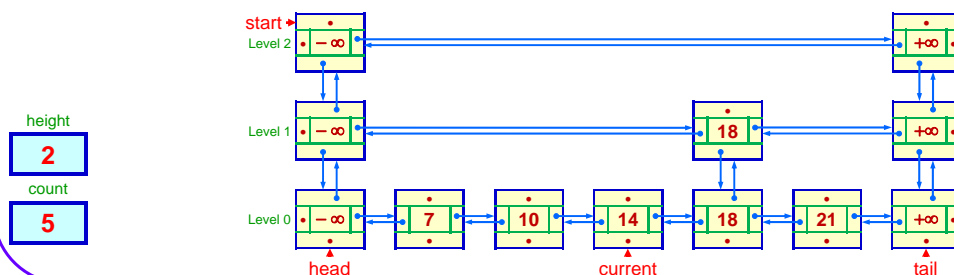 start
Level 2
− ∞
+∞
height
2
Level 1
− ∞
18
+∞
count
5
Level 0
− ∞
7
10
14
18
21
+∞
head
current
tail